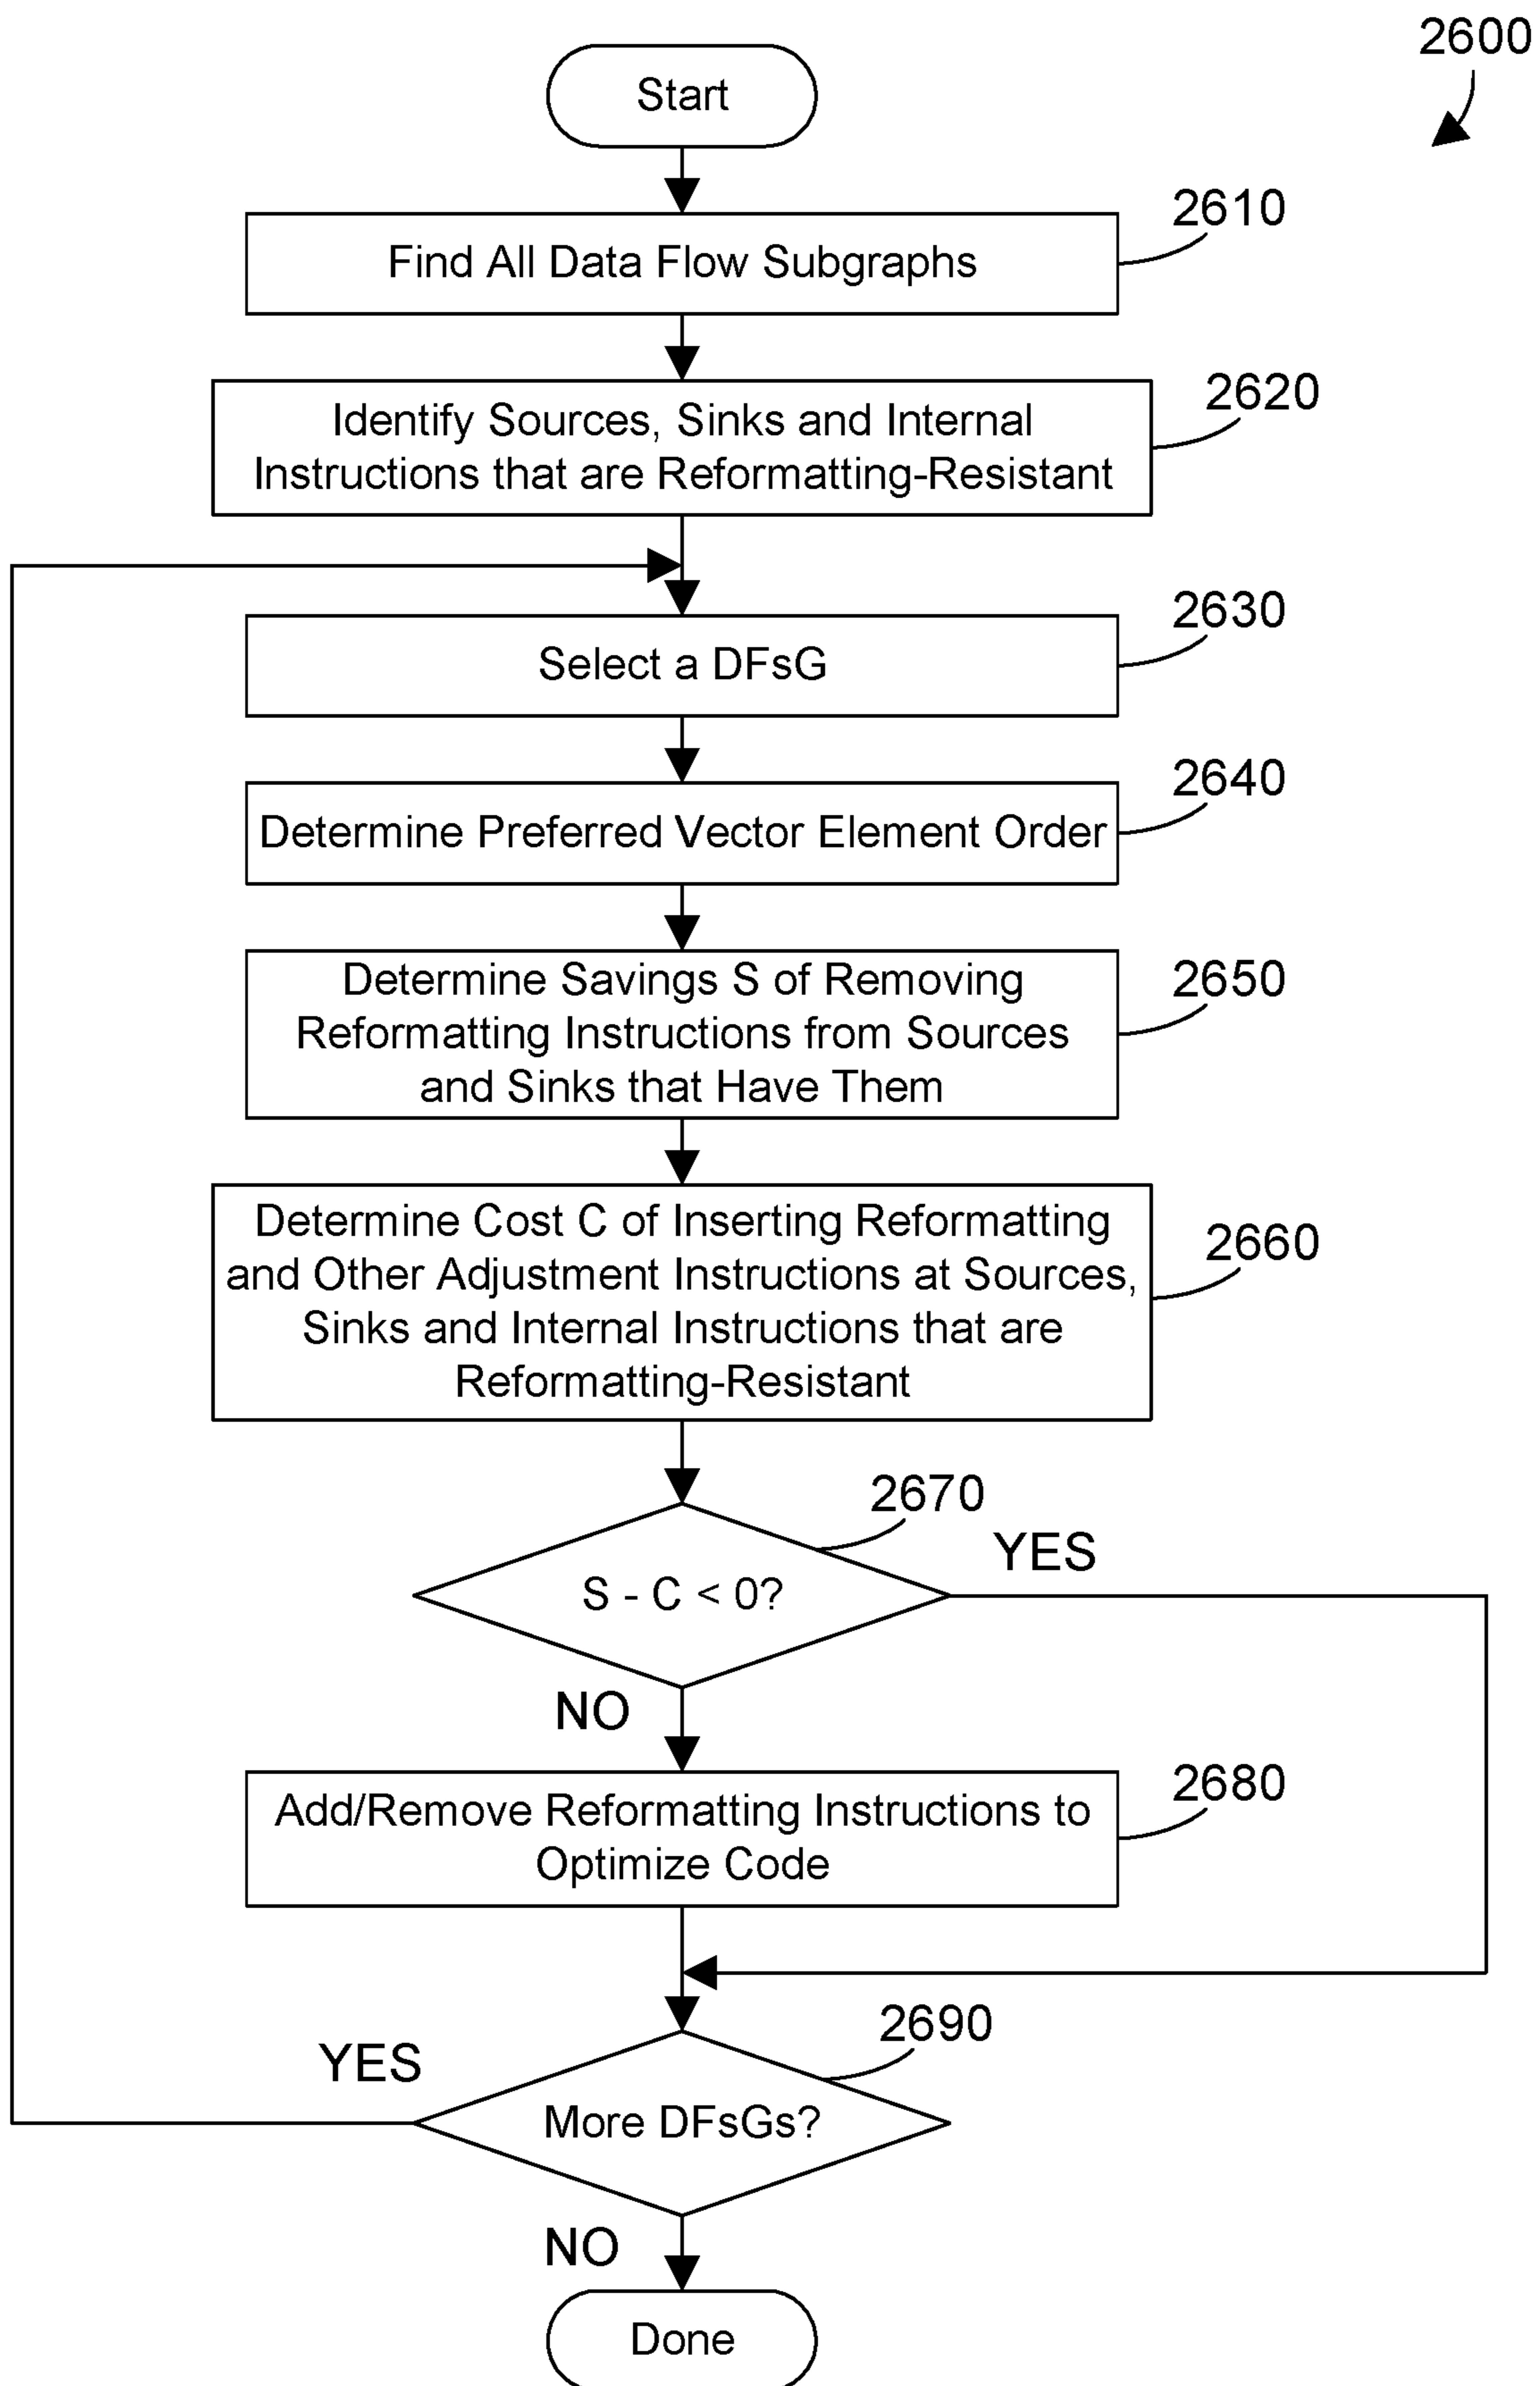 2600
Start
2610
Find All Data Flow Subgraphs
2620
Identify Sources, Sinks and Internal
Instructions that are Reformatting-Resistant
2630
Select a DFsG
2640
Determine Preferred Vector Element Order
2650
Determine Savings S of Removing
Reformatting Instructions from Sources
and Sinks that Have Them
2660
Determine Cost C of Inserting Reformatting
and Other Adjustment Instructions at Sources,
Sinks and Internal Instructions that are
Reformatting-Resistant
2670
YES
S - C < 0?
NO
2680
Add/Remove Reformatting Instructions to
Optimize Code
2690
YES
More DFsGs?
NO
Done